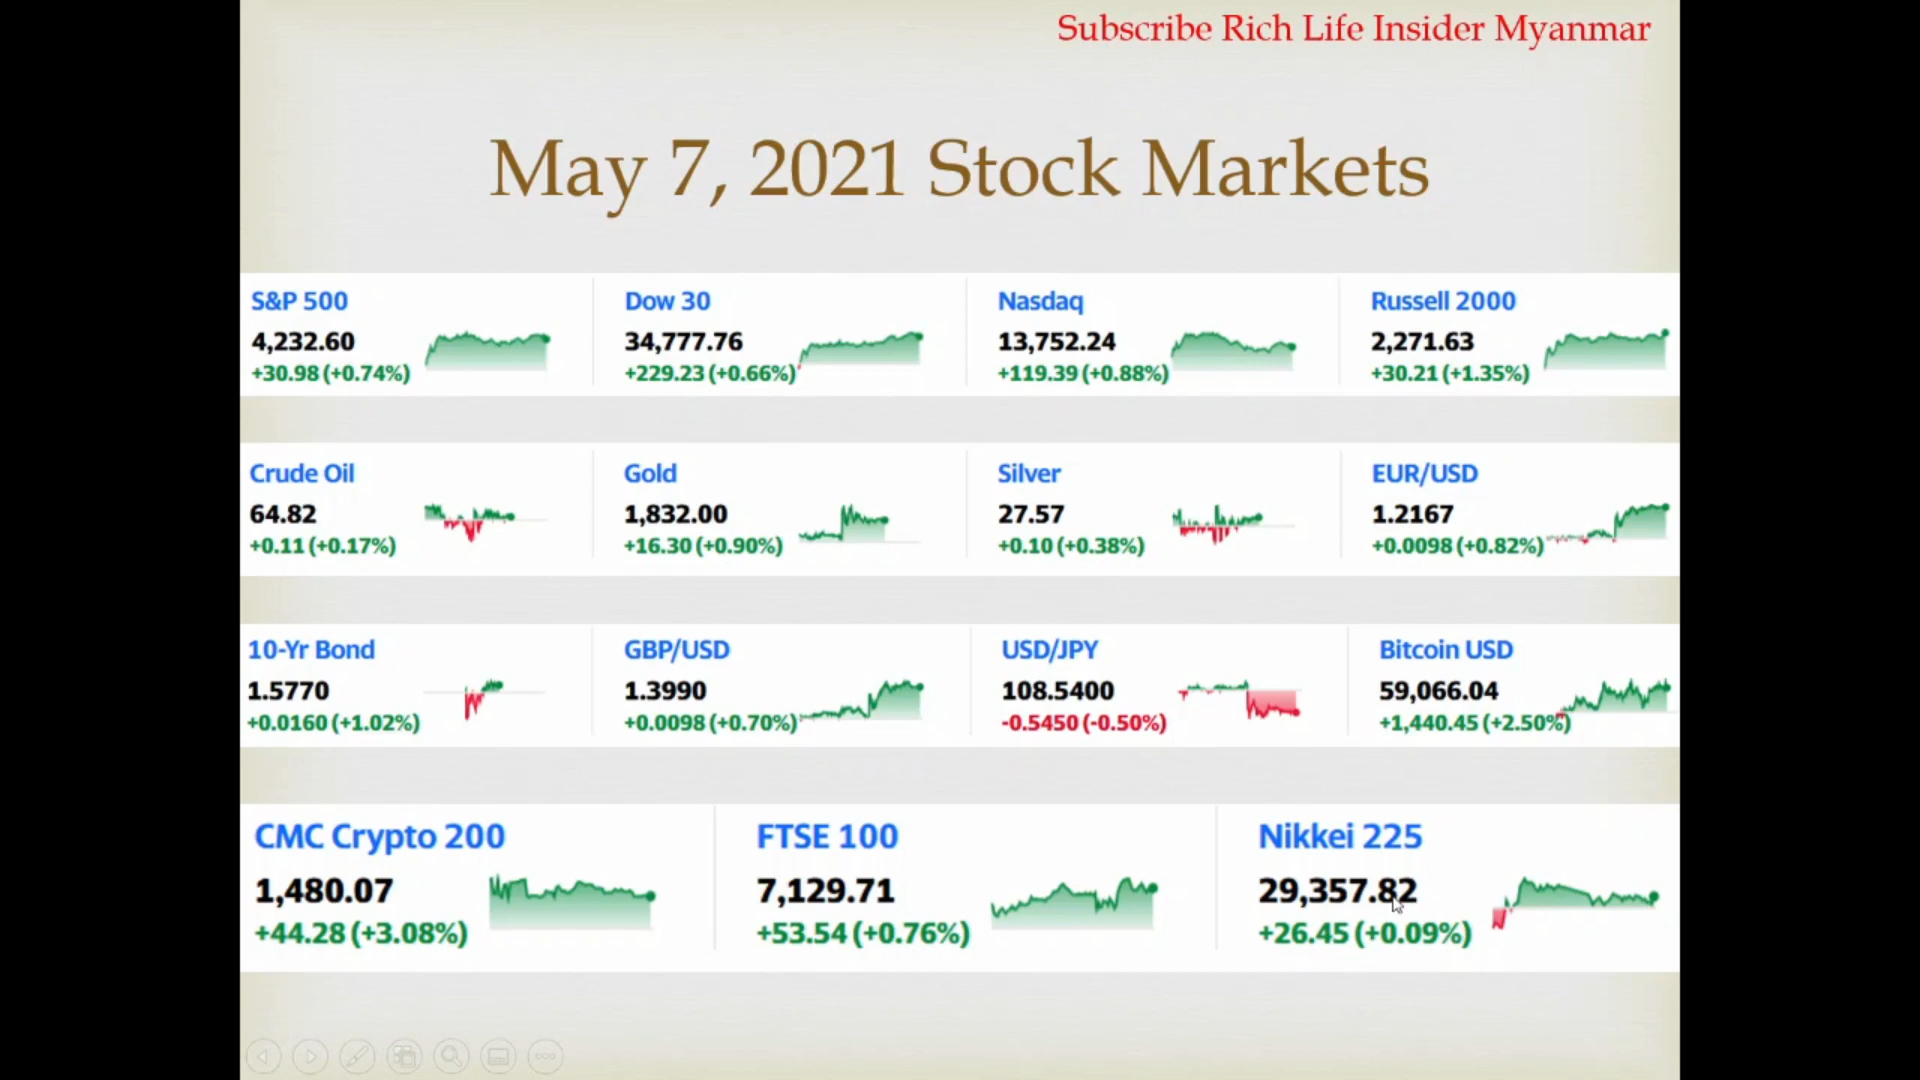 Subscribe Rich Life Insider Myanmar
May 7, 2021 Stock Markets
S&P 500
4,232.60
+30.98 (+0.74%)
Dow 30
34,777.76
+229.23 (+0.66%)
Nasdaq
13,752.24
+119.39 (+0.88%)
Russell 2000
2,271.63
+30.21 (+1.35%)
Crude Oil
64.82
+0.11 (+0.17%)
Gold
1,832.00
+16.30 (+0.90%)
Silver
27.57
+0.10 (+0.38%)
EUR/USD
1.2167
+0.0098 (+0.82%)
10-Yr Bond
1.5770
+0.0160 (+1.02%)
GBP/USD
1.3990
+0.0098 (+0.70%)
USD/JPY
108.5400
-0.5450 (-0.50%)
Bitcoin USD
59,066.04
+1,440.45 (+2.50%)
CMC Crypto 200
1,480.07
+44.28 (+3.08%)
FTSE 100
7,129.71
+53.54 (+0.76%)
Nikkei 225
29,357.82
+26.45 (+0.09%)